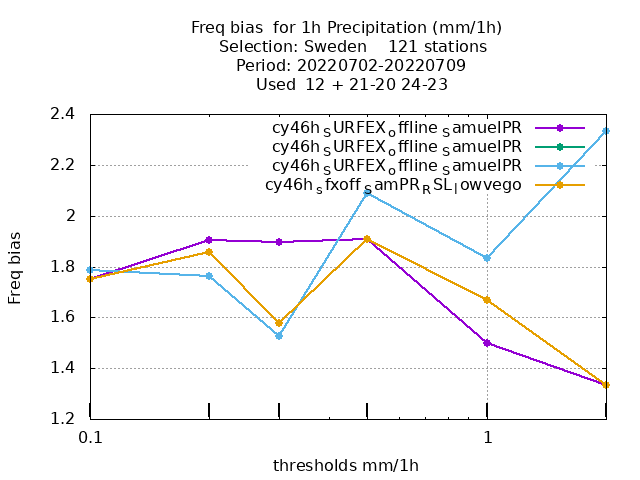 Freq bias  for 1h Precipitation (mm/1h)
Selection: Sweden    121 stations
Period: 20220702-20220709
Used  12 + 21-20 24-23
2.4
cy46h_SURFEX_offline_SamuelPR
cy46h_SURFEX_offline_SamuelPR
2.2
cy46h_SURFEX_offline_SamuelPR
cy46h_sfxoff_SamPR_RSL_lowvego
2
Freq bias
1.8
1.6
1.4
1.2
0.1
1
thresholds mm/1h